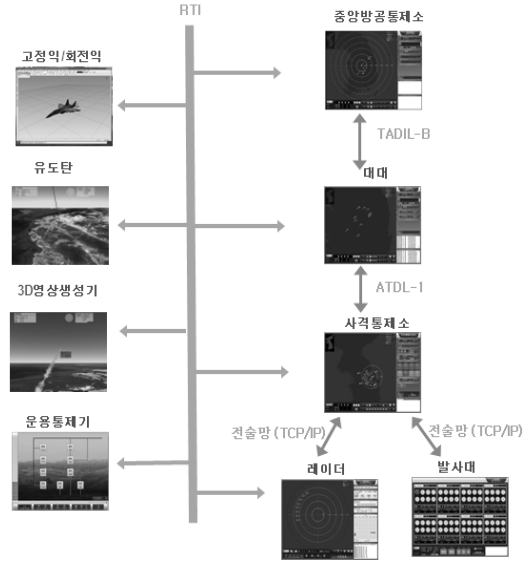 RTI
중앙방공통제소
고정익/회전익
TADIL-B
유도탄
대대
3D영상생성기
ATDL-1
사격통제소
운용통제기
전술망(TCP/IP)
전술망(TCP/IP)
레이더
발사대